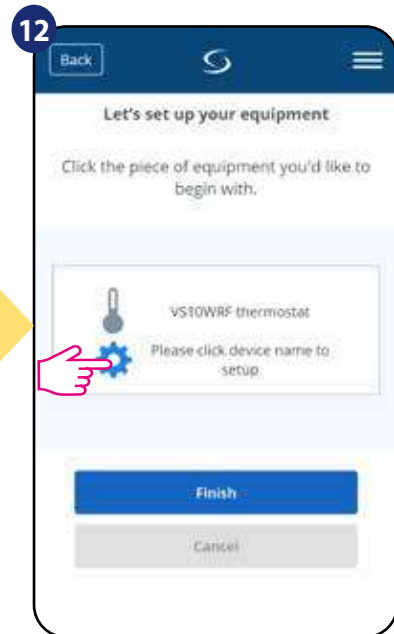 12
Back
Let's set up your equipment
Click the piece of equipment you'd like to
begin with.
VS10WRF thermostat
Please click device name to
setup
Finish
Cancel